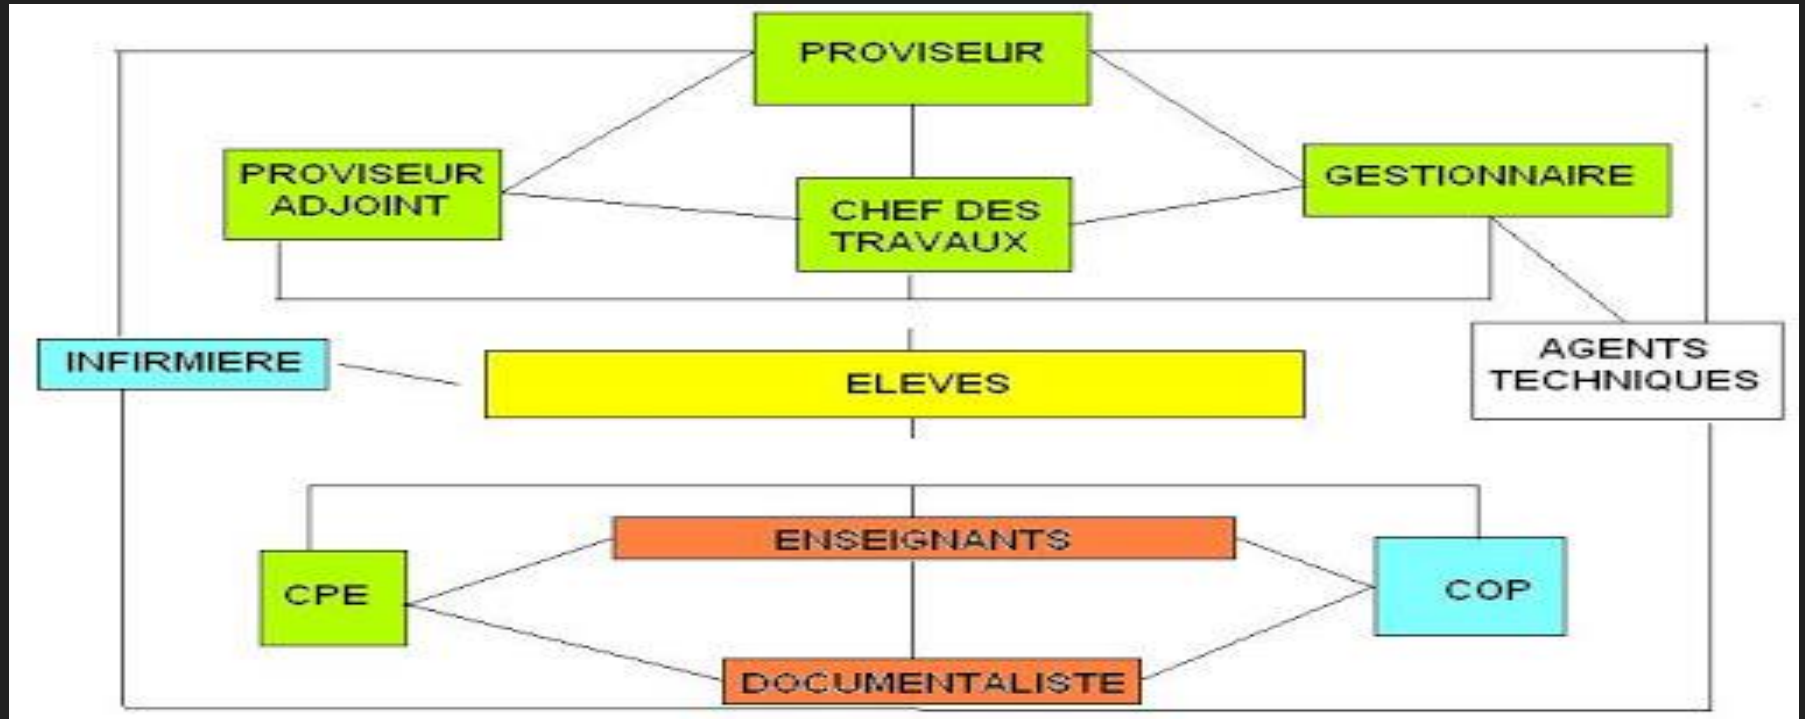 PROVISEUR
PROVISEUR
ADJOINT
CHEF DES
TRAVAUX
GESTIONNAIRE
INFIRMIERE
ELEVES
AGENTS
TECHNIQUES
ENSEIGNANTS
CPE
COP
DOCUMENTALISTE